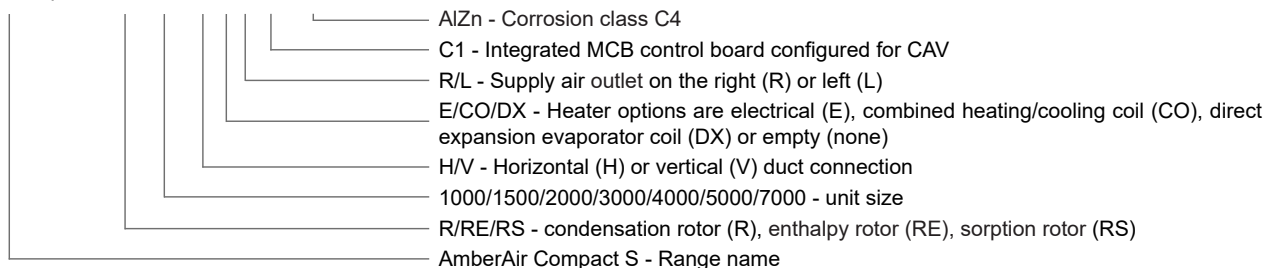 AlZn - Corrosion class C4
C1 - Integrated MCB control board configured for CAV
R/L - Supply air outlet on the right (R) or left (L)
E/CO/DX - Heater options are electrical (E), combined heating/cooling coil (CO), direct
expansion evaporator coil (DX) or empty (none)
H/V - Horizontal (H) or vertical (V) duct connection
1000/1500/2000/3000/4000/5000/7000 - unit size
R/RE/RS - condensation rotor (R), enthalpy rotor (RE), sorption rotor (RS)
AmberAir Compact S - Range name